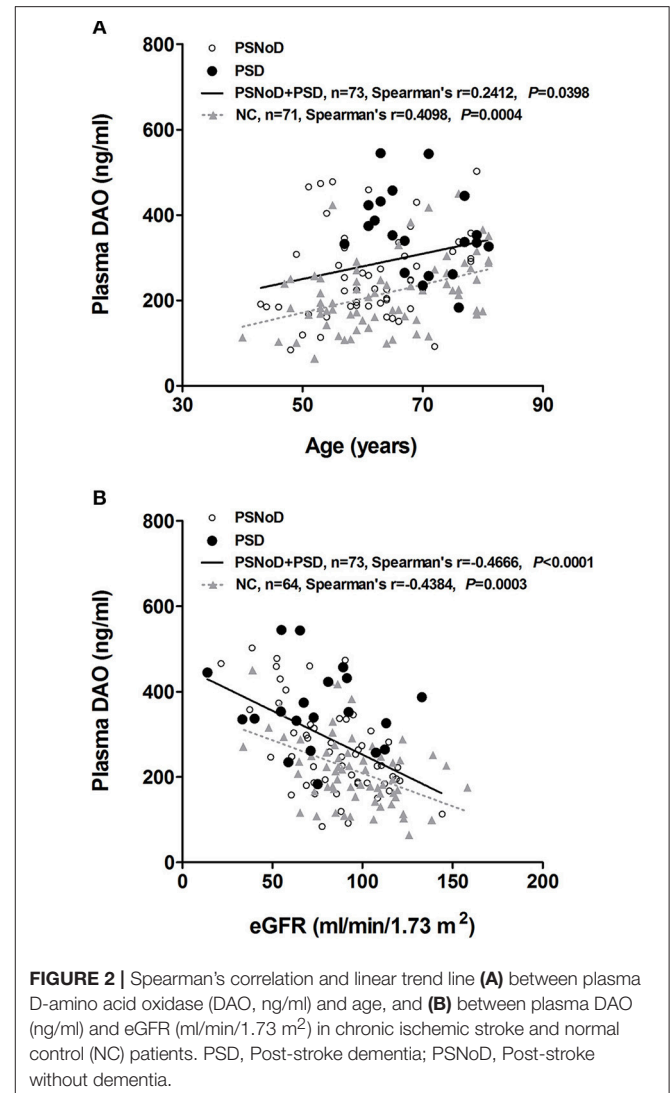 A
800
600
400
200
0
Plasma DAO (ng/ml)
PSNoD
PSD
PSNoD+PSD, n=73, Spearman's r=0.2412, P=0.0398
NC, n=71, Spearman's r=0.4098, P=0.0004
30 50 70 90
Age (years)
B
800
600
400
200
0
Plasma DAO (ng/ml)
PSNoD
PSD
PSNoD+PSD, n=73, Spearman's r=-0.4666, P<0.0001
NC, n=64, Spearman's r=-0.4384, P=0.0003
0 50 100 150 200
eGFR (ml/min/1.73 m²)
FIGURE 2 | Spearman's correlation and linear trend line (A) between plasma
D-amino acid oxidase (DAO, ng/ml) and age, and (B) between plasma DAO
(ng/ml) and eGFR (ml/min/1.73 m²) in chronic ischemic stroke and normal
control (NC) patients. PSD, Post-stroke dementia; PSNoD, Post-stroke
without dementia.